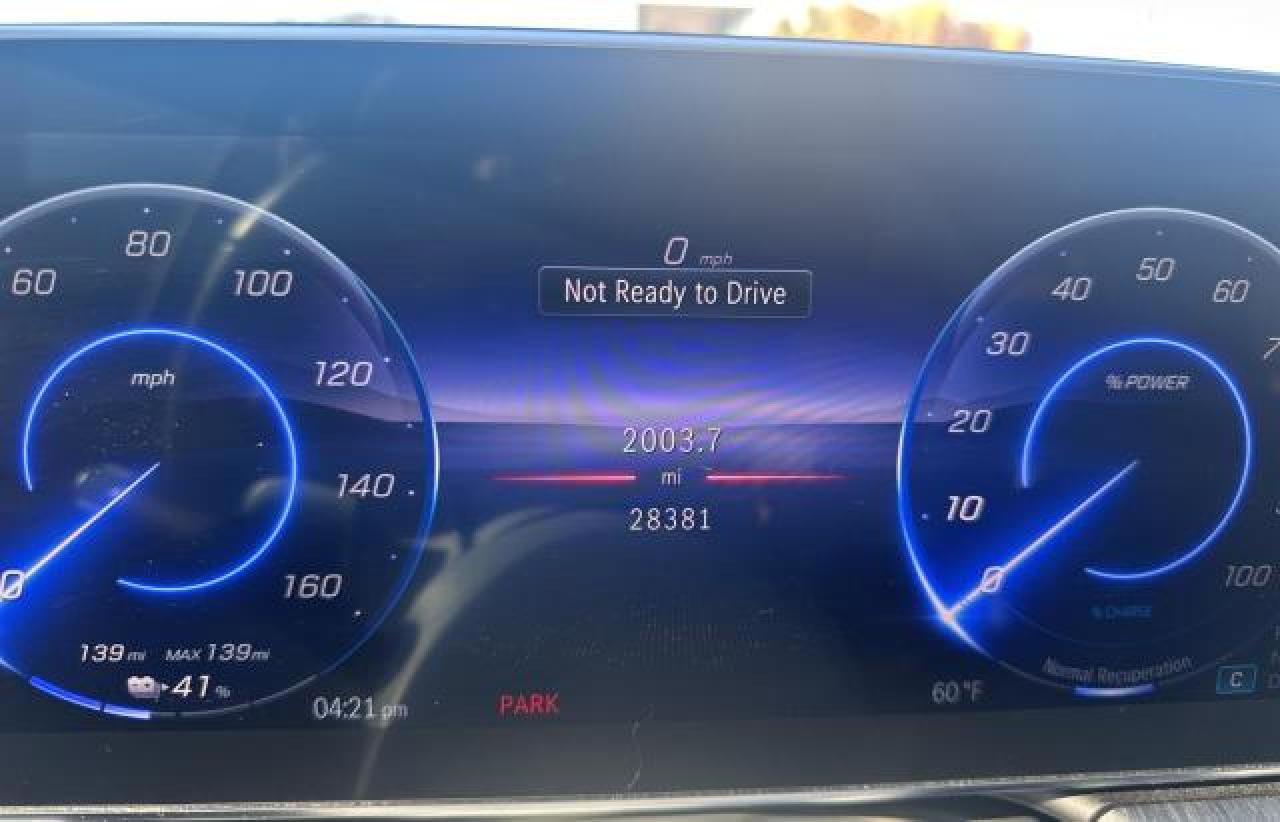 60 80 100 120 140 160
mph
0
139 mi MAX 139 mi
41 %
04:21 pm
0 mph
Not Ready to Drive
2003.7
mi
28381
PARK
0 10 20 30 40 50 60
100
% POWER
% CHARGE
Normal Recuperation
60 °F
C